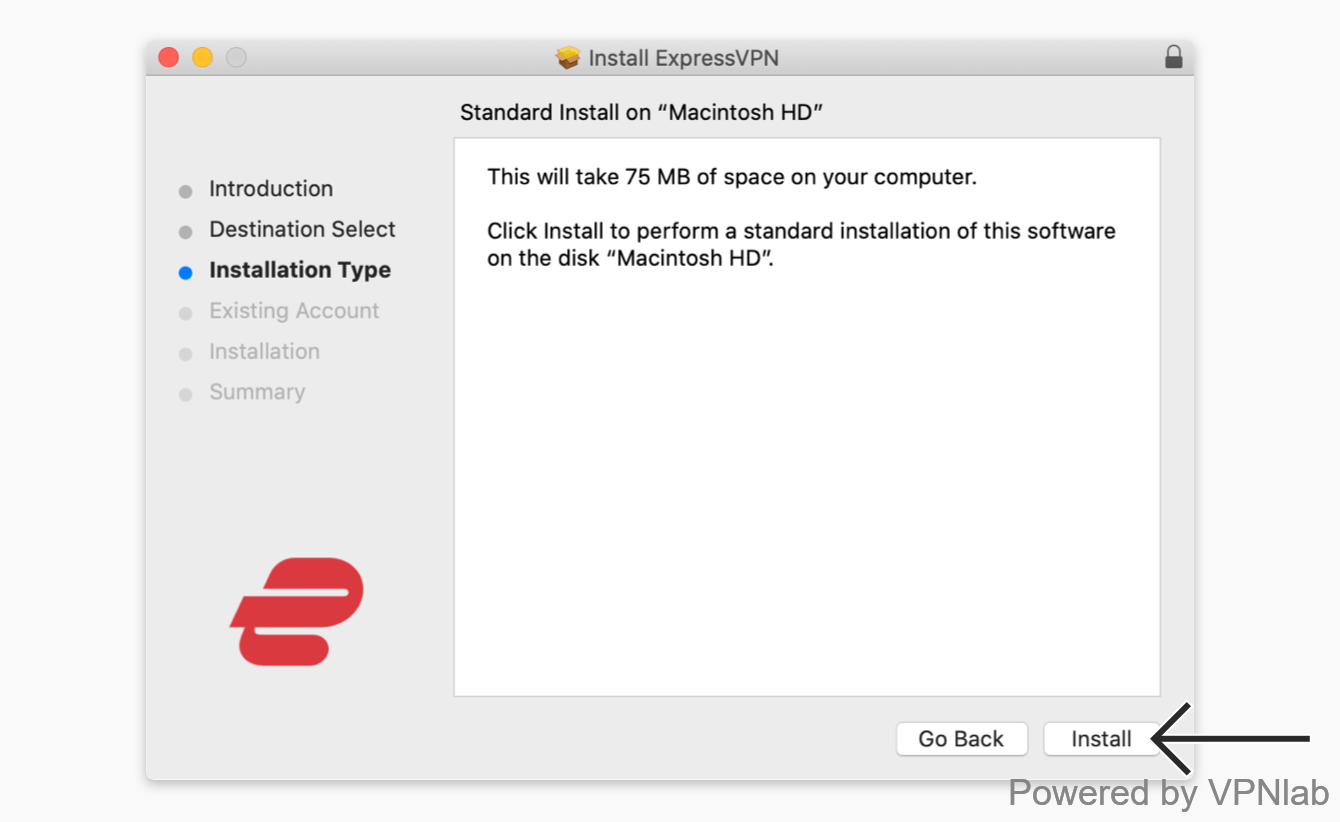 Install ExpressVPN
Standard Install on “Macintosh HD”
Introduction
Destination Select
Installation Type
Existing Account
Installation
Summary
This will take 75 MB of space on your computer.
Click Install to perform a standard installation of this software
on the disk “Macintosh HD”.
Go Back
Install
Powered by VPNlab